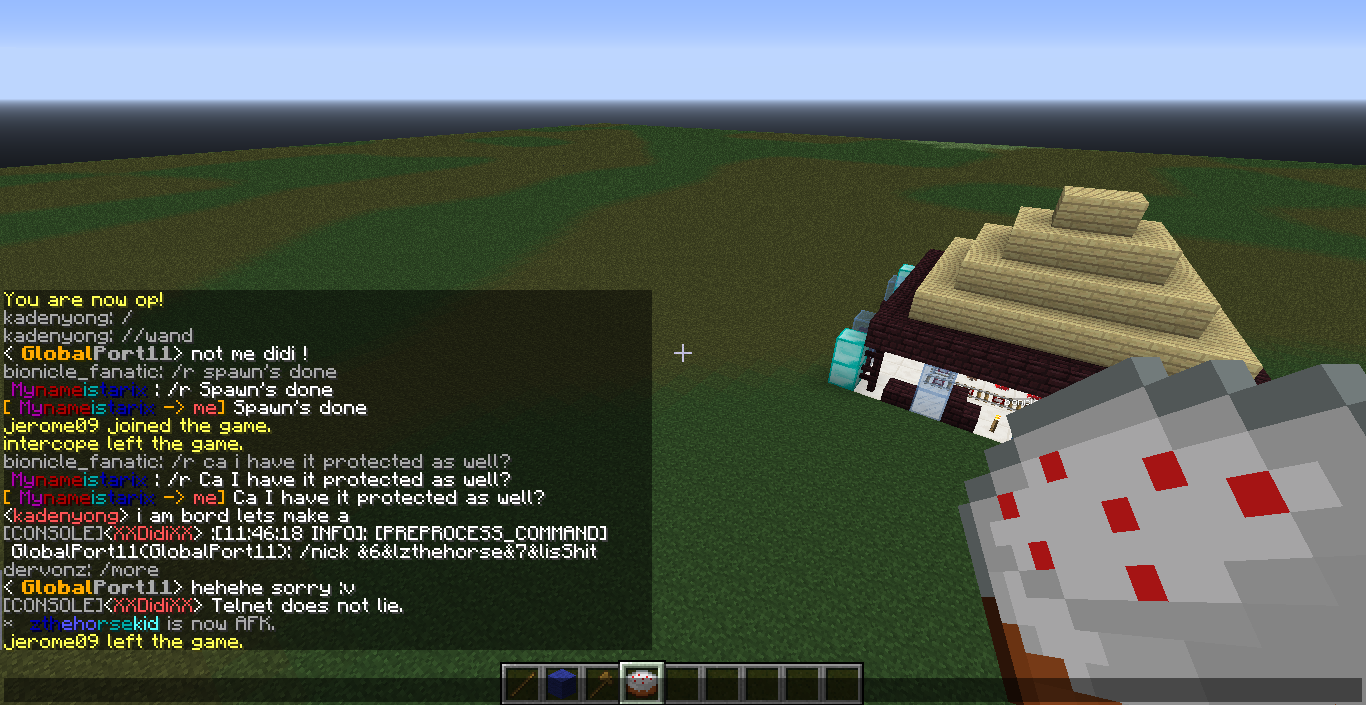 You are now op!
kadenyong: /
kadenyong: //wand
< GlobalPort11> not me didi !
bionicle_fanatic: /r spawn's done
Mynameistarix : /r Spawn's done
[ Mynameistarix -> me] Spawn's done
jerome09 joined the game.
intercope left the game.
bionicle_fanatic: /r ca i have it protected as well?
Mynameistarix : /r Ca I have it protected as well?
[ Mynameistarix -> me] Ca I have it protected as well?
<kadenyong> i am bord lets make a
[CONSOLE]<XXDidiXX> :[11:46:18 INFO]: [PREPROCESS_COMMAND]
GlobalPort11(GlobalPort11): /nick &6&lzthehorse&7&lisShit
dervonz: /more
< GlobalPort11> hehehe sorry :v
[CONSOLE]<XXDidiXX> Telnet does not lie.
* zthehorsekid is now AFK.
jerome09 left the game.